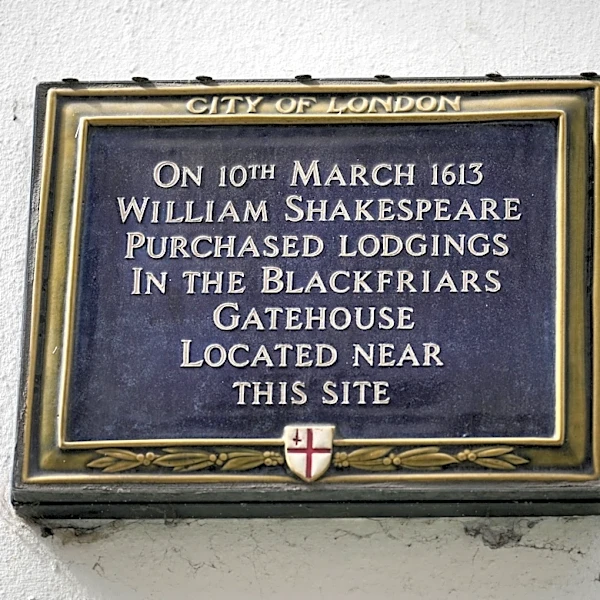 CITY OF LONDON
ON 10TH MARCH 1613
WILLIAM SHAKESPEARE
PURCHASED LODGINGS
IN THE BLACKFRIARS
GATEHOUSE
LOCATED NEAR
THIS SITE